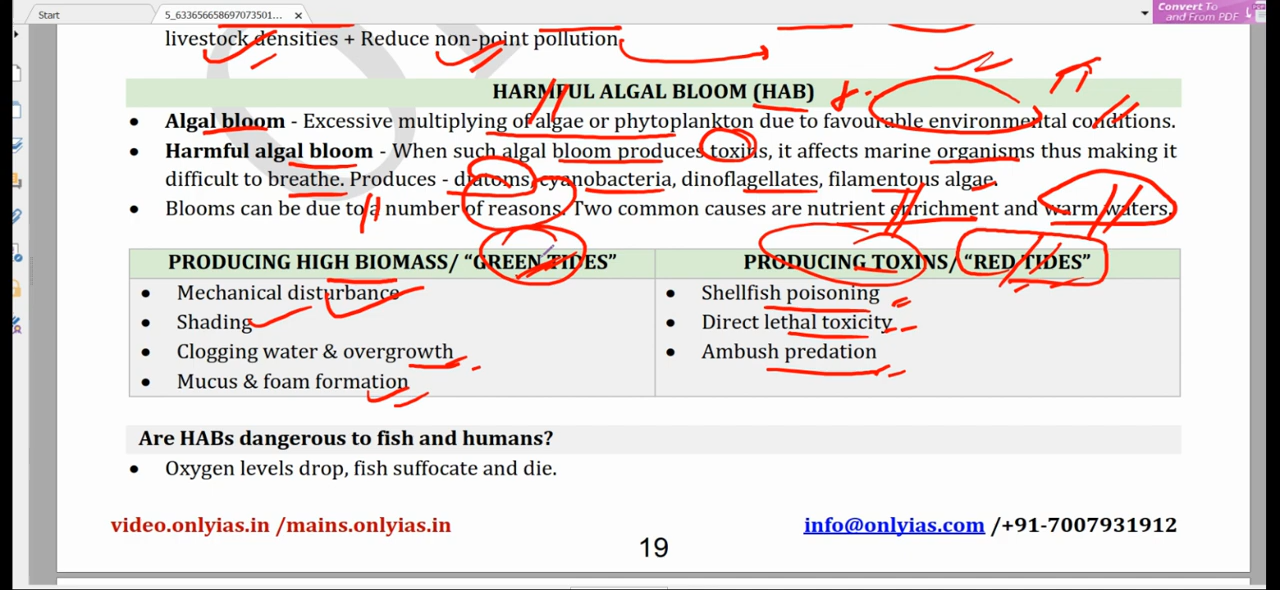 Start
5_633656658697073501...
Convert To
and From PDF
livestock densities + Reduce non-point pollution.
HARMFUL ALGAL BLOOM (HAB)
• Algal bloom - Excessive multiplying of algae or phytoplankton due to favourable environmental conditions.
• Harmful algal bloom - When such algal bloom produces toxins, it affects marine organisms thus making it
difficult to breathe. Produces - diatoms, cyanobacteria, dinoflagellates, filamentous algae.
• Blooms can be due to a number of reasons. Two common causes are nutrient enrichment and warm waters.
PRODUCING HIGH BIOMASS/ “GREEN TIDES”
• Mechanical disturbance
• Shading
• Clogging water & overgrowth
• Mucus & foam formation
PRODUCING TOXINS/ “RED TIDES”
• Shellfish poisoning
• Direct lethal toxicity
• Ambush predation
Are HABs dangerous to fish and humans?
• Oxygen levels drop, fish suffocate and die.
video.onlyias.in /mains.onlyias.in
info@onlyias.com /+91-7007931912
19